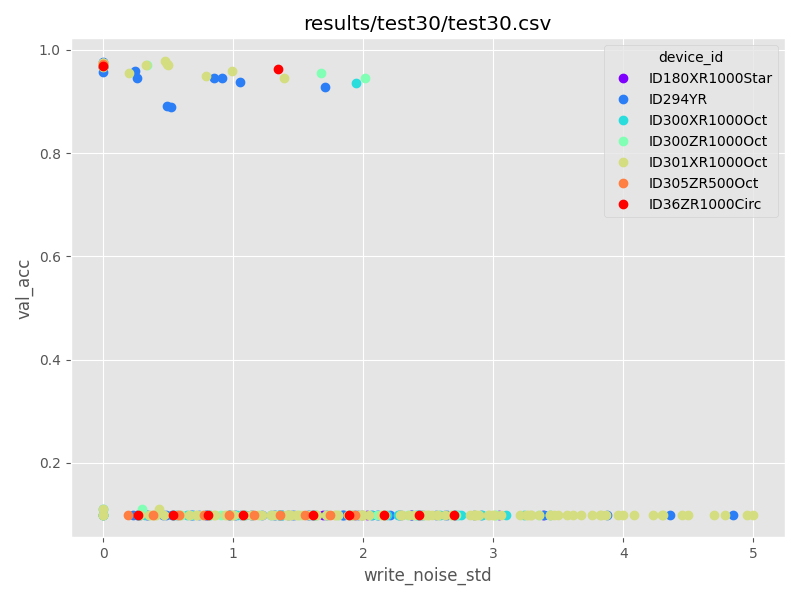 results/test30/test30.csv
device_id
ID180XR1000Star
ID294YR
ID300XR1000Oct
ID300ZR1000Oct
ID301XR1000Oct
ID305ZR500Oct
ID36ZR1000Circ
val_acc
1.0
0.8
0.6
0.4
0.2
0 1 2 3 4 5
write_noise_std